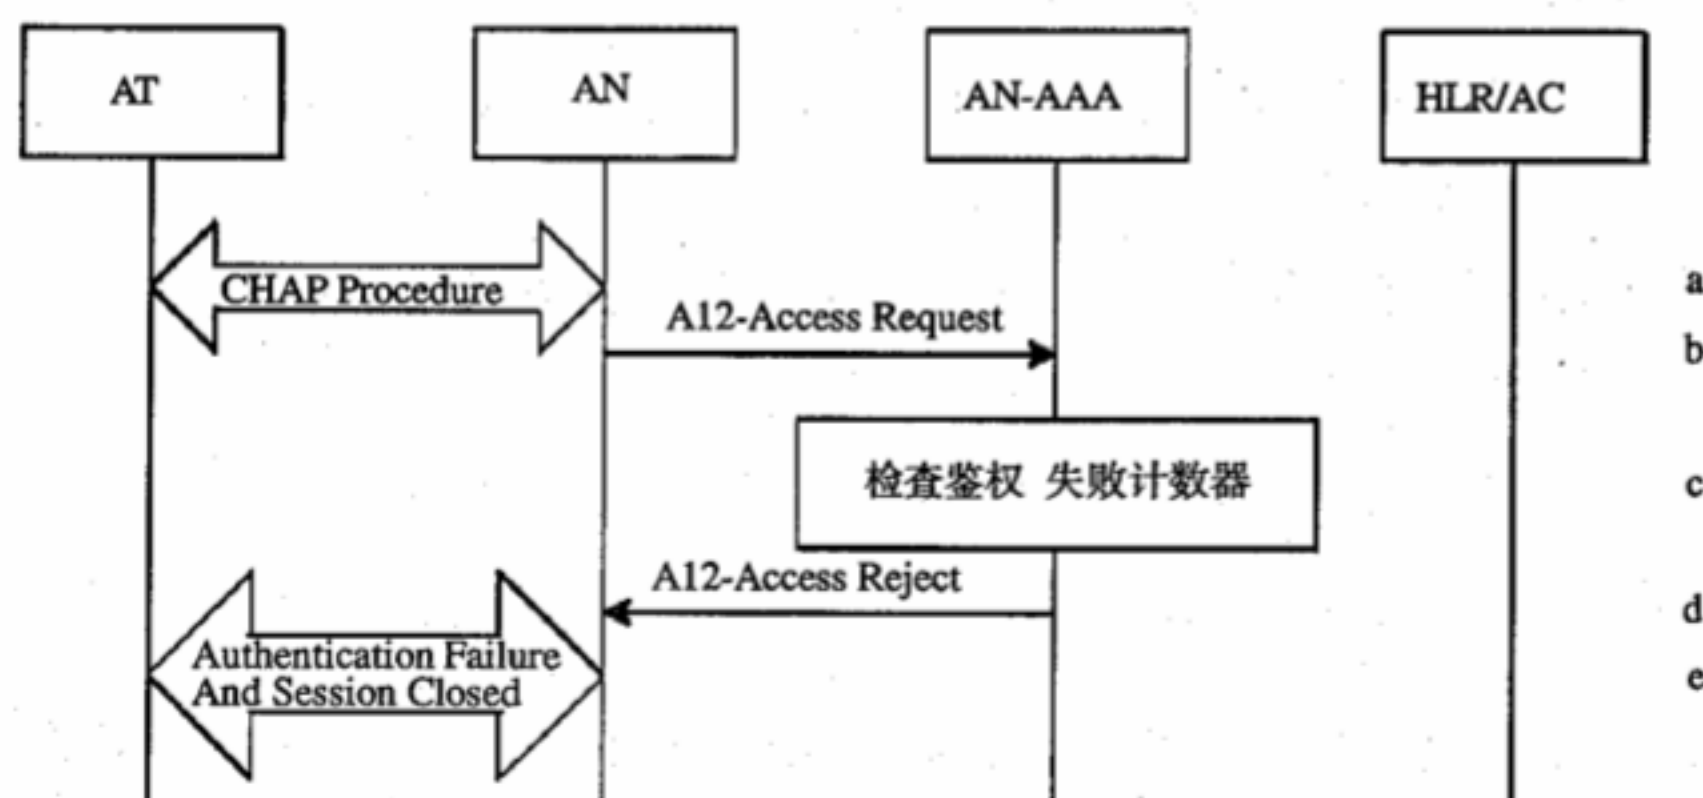 AT
AN
AN-AAA
HLR/AC
CHAP Procedure
a
A12-Access Request
b
检查鉴权 失败计数器
c
A12-Access Reject
d
Authentication Failure
And Session Closed
e